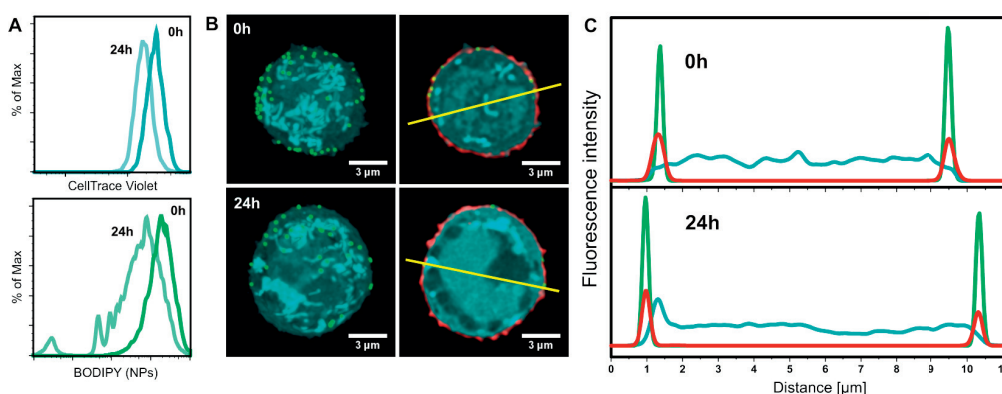 A
0h
24h
% of Max
CellTrace Violet
0h
24h
% of Max
BODIPY (NPs)
B
0h
3 µm
3 µm
24h
3 µm
3 µm
C
0h
24h
Fluorescence intensity
0 1 2 3 4 5 6 7 8 9 10 11
Distance [µm]